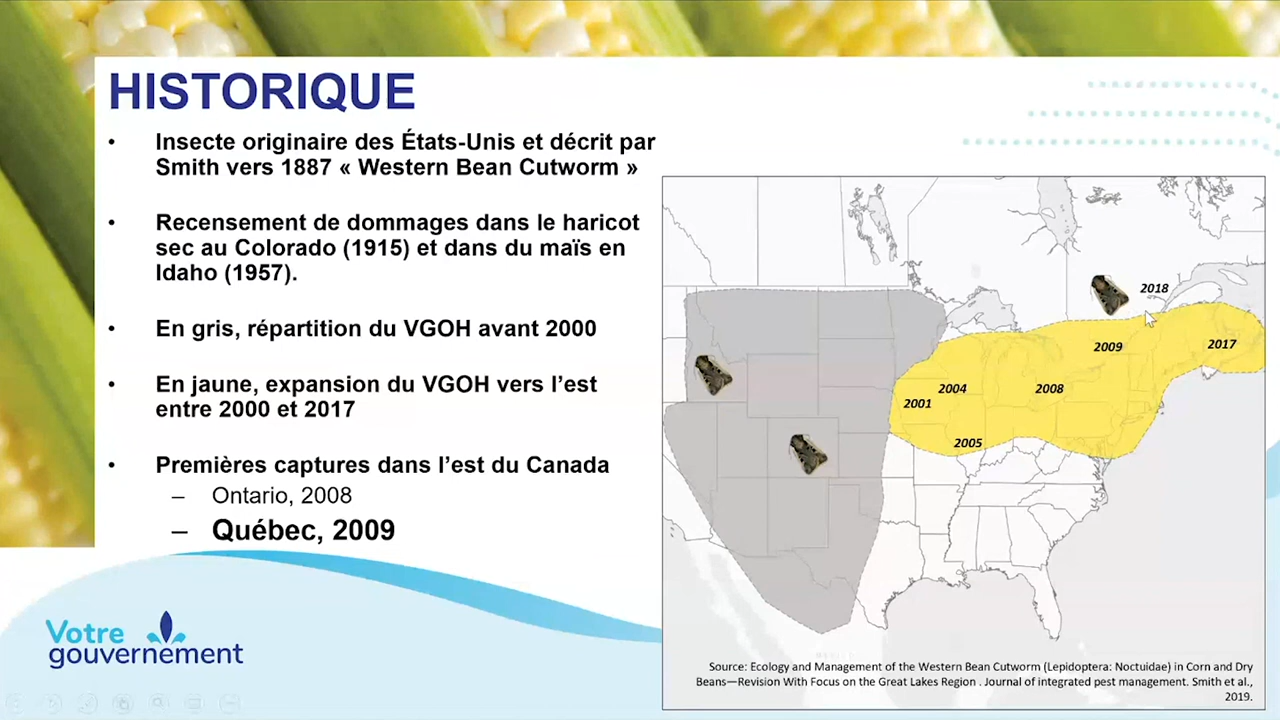 HISTORIQUE
• Insecte originaire des États-Unis et décrit par
Smith vers 1887 « Western Bean Cutworm »
• Recensement de dommages dans le haricot
sec au Colorado (1915) et dans du maïs en
Idaho (1957).
• En gris, répartition du VGOH avant 2000
• En jaune, expansion du VGOH vers l’est
entre 2000 et 2017
• Premières captures dans l’est du Canada
– Ontario, 2008
– Québec, 2009
2018
2009
2017
2004
2008
2001
2005
Source: Ecology and Management of the Western Bean Cutworm (Lepidoptera: Noctuidae) in Corn and Dry
Beans—Revision With Focus on the Great Lakes Region . Journal of integrated pest management. Smith et al.,
2019.
Votre
gouvernement